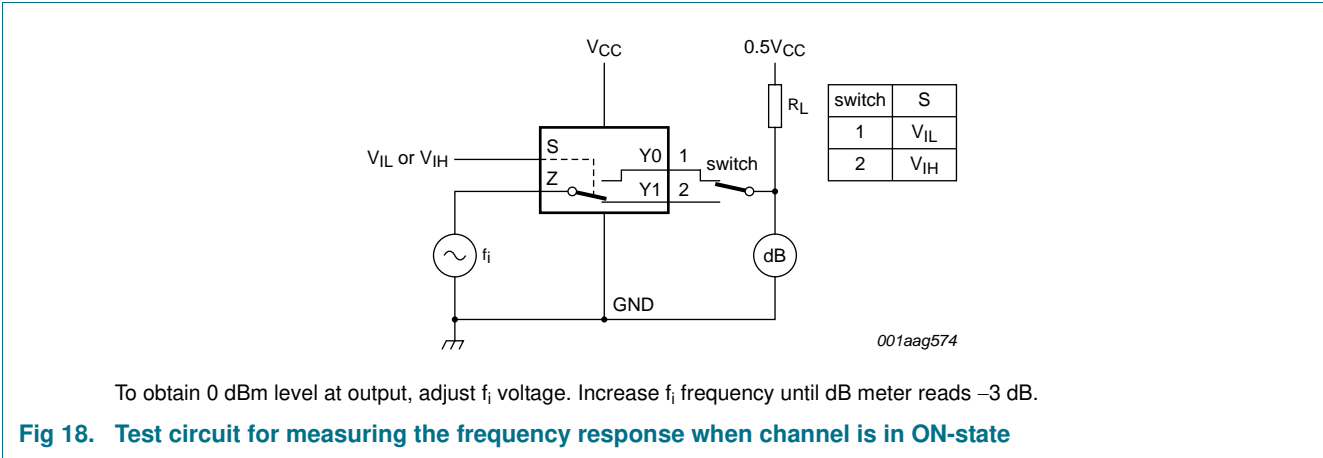 VCC
0.5VCC
RL
switch S
1 VIL
2 VIH
VIL or VIH
S
Z
Y0 1
Y1 2
switch
fi
dB
GND
001aag574
To obtain 0 dBm level at output, adjust fi voltage. Increase fi frequency until dB meter reads −3 dB.
Fig 18. Test circuit for measuring the frequency response when channel is in ON-state